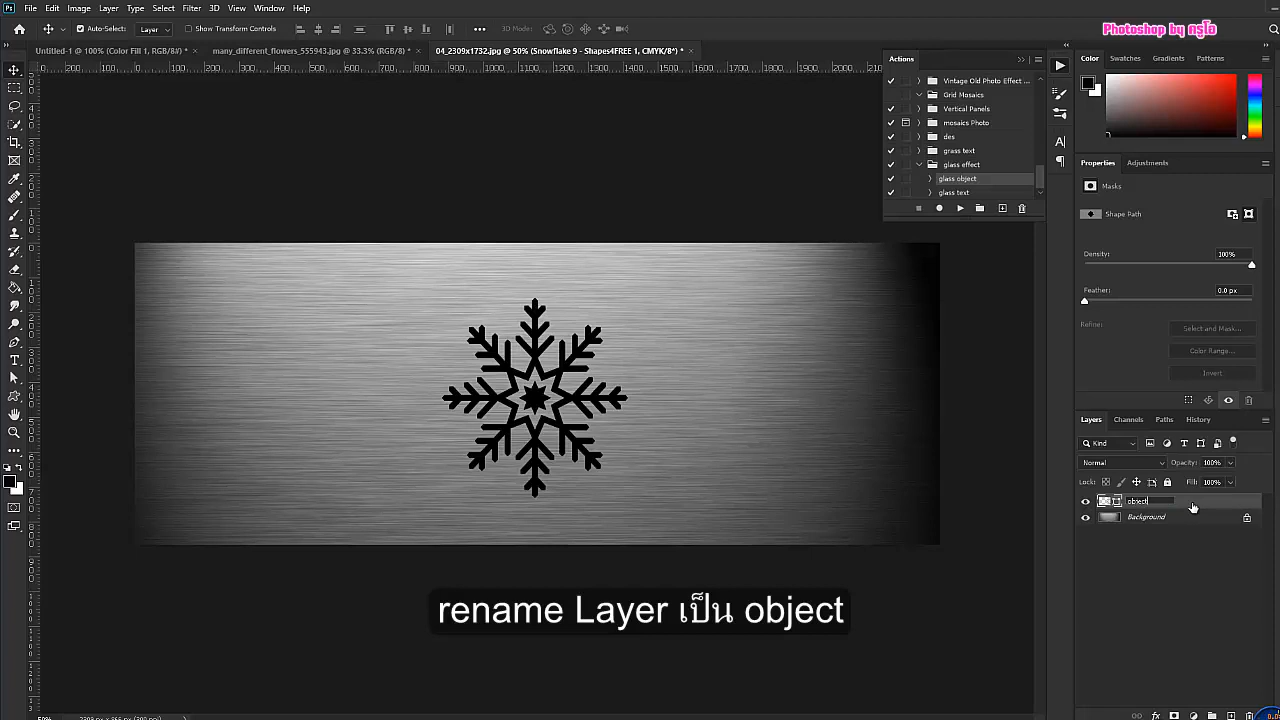 Ps File Edit Image Layer Type Select Filter 3D View Window Help
Auto-Select: Layer Show Transform Controls 3D Mode:
Photoshop by ครูโอ
Untitled-1 @ 100% (Color Fill 1, RGB/8#) * ×
many_different_flowers_555943.jpg @ 33.3% (RGB/8#) * ×
04_2309x1732.jpg @ 50% (Snowflake 9 - Shapes4FREE 1, CMYK/8*) * ×
Actions
Vintage Old Photo Effect ...
Grid Mosaics
Vertical Panels
mosaics Photo
des
grass text
glass effect
glass object
glass text
Color Swatches Gradients Patterns
Properties Adjustments
Masks
Shape Path
Density: 100%
Feather: 0.0 px
Refine: Select and Mask...
Color Range...
Invert
Layers Channels Paths History
Kind
Normal Opacity: 100%
Lock: Fill: 100%
object
Background
rename Layer เป็น object